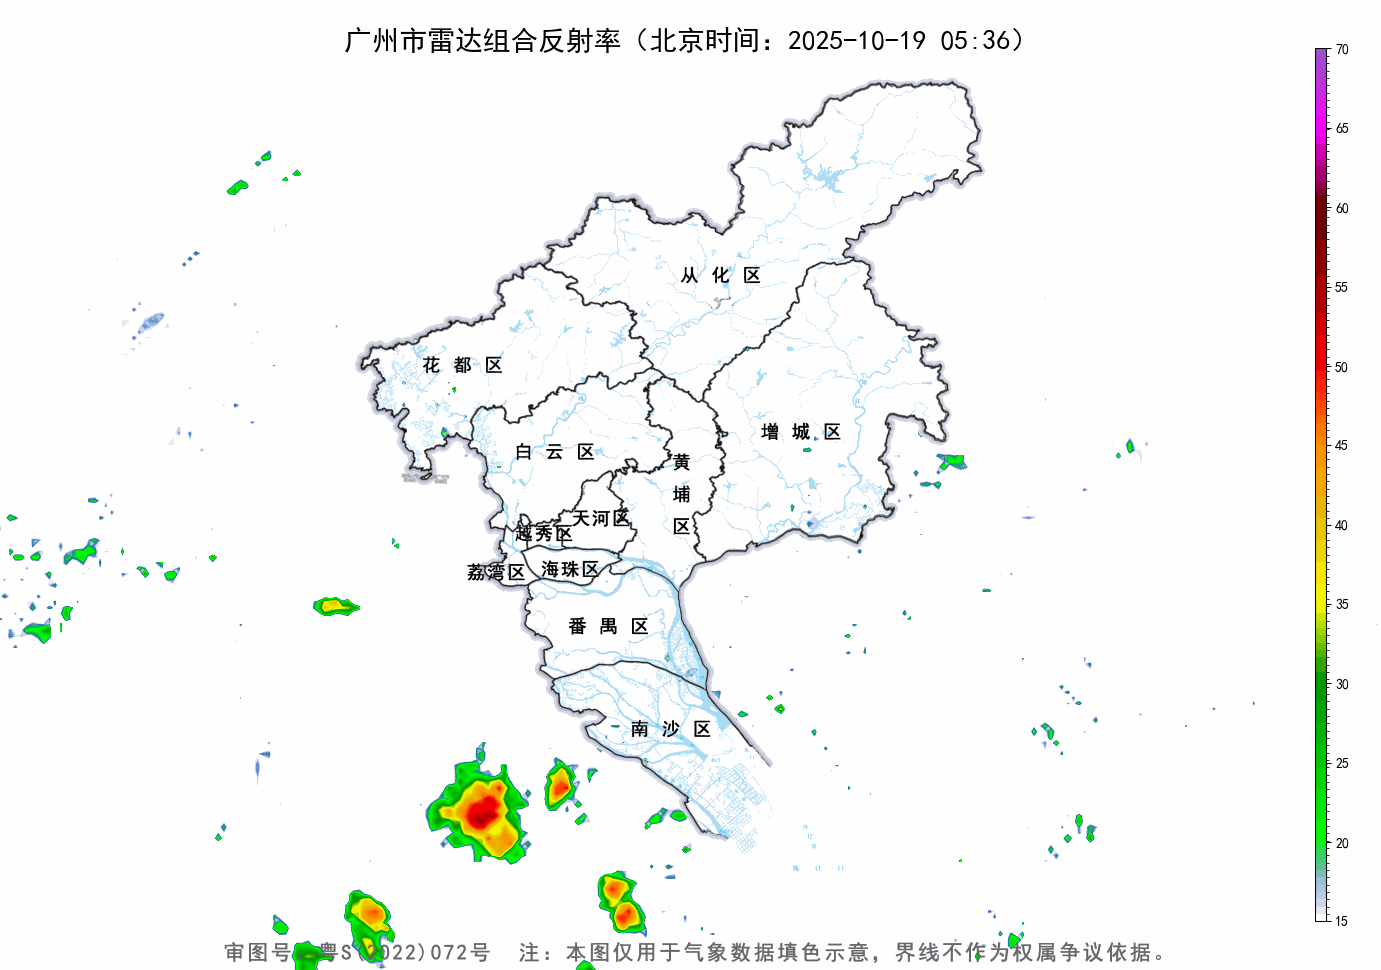 广州市雷达组合反射率（北京时间：2025-10-19 05:36）
70
65
60
55
50
45
40
35
30
25
20
15
从化区
花都区
增城区
白云区
黄埔区
天河区
越秀区
海珠区
荔湾区
番禺区
南沙区
审图号：粤S(2022)072号 注：本图仅用于气象数据填色示意，界线不作为权属争议依据。